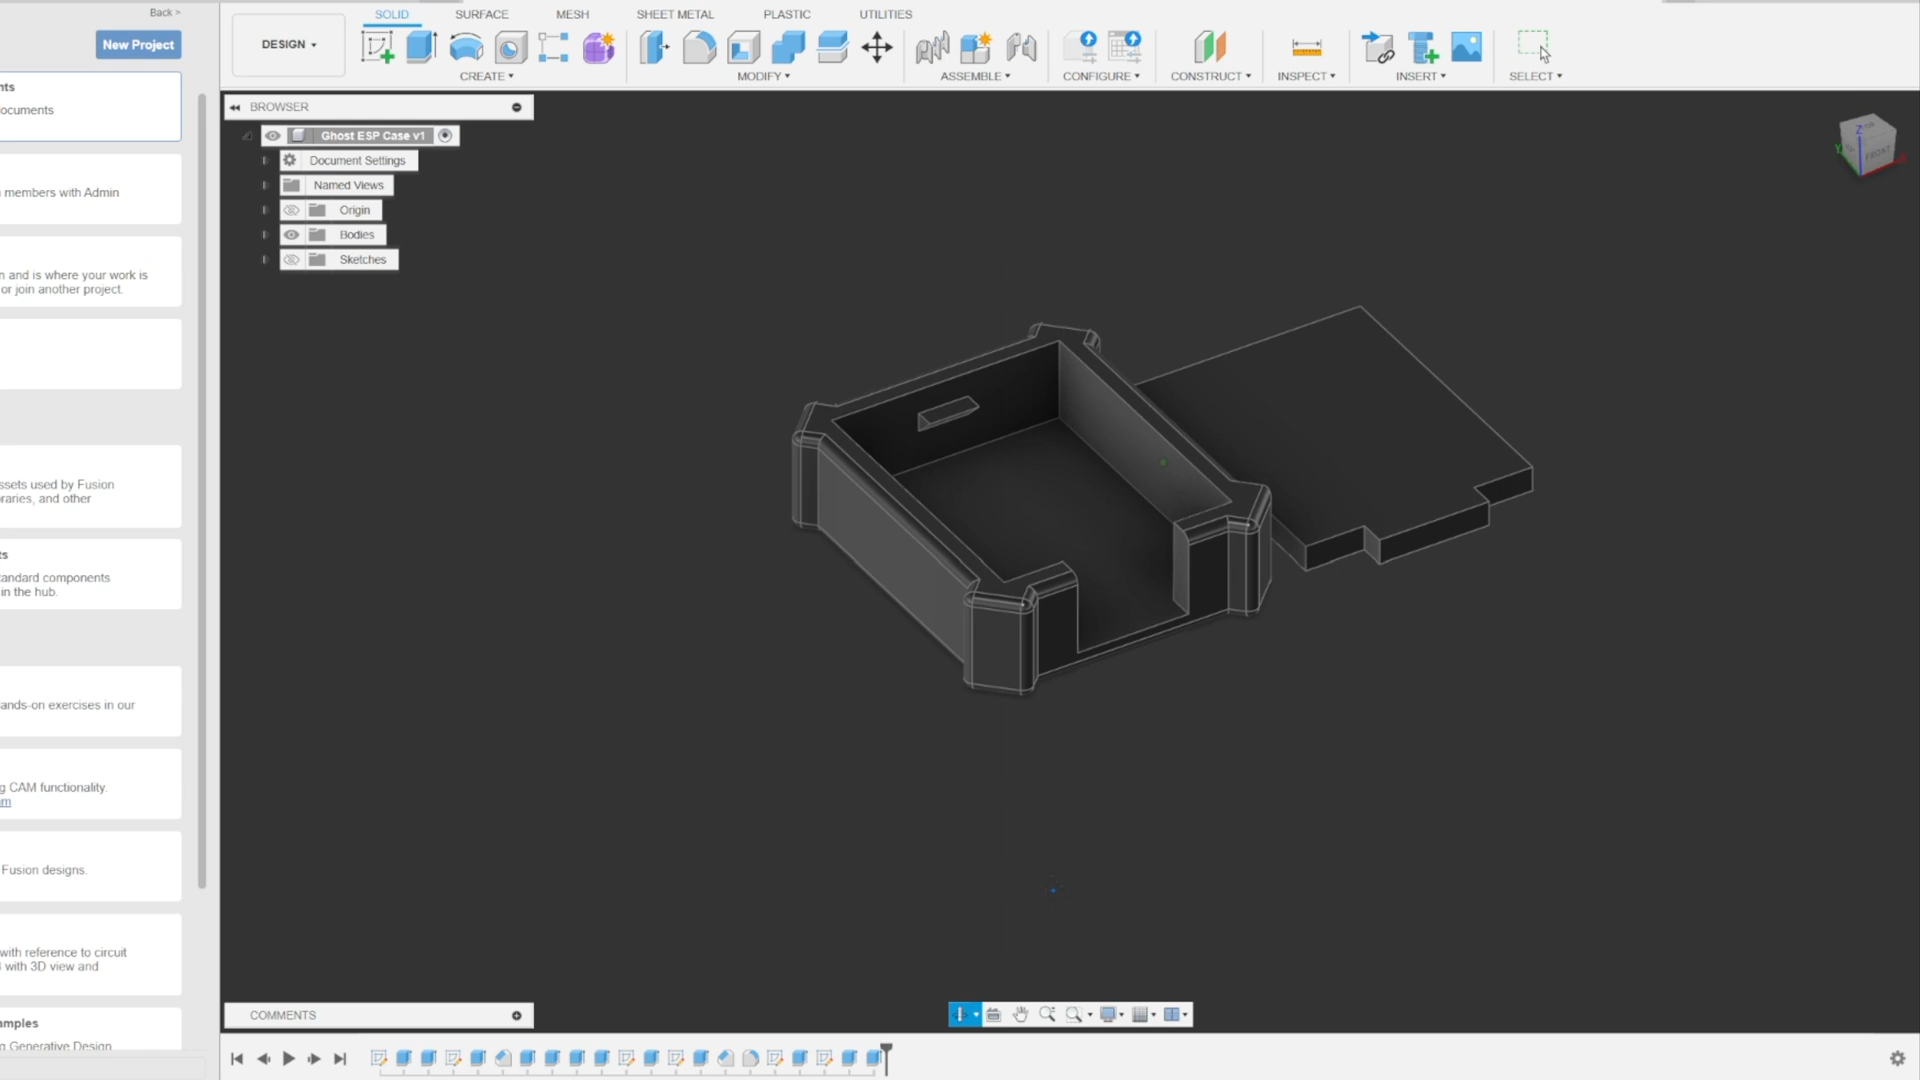 Back >
New Project
nts
ocuments
members with Admin
n and is where your work is
or join another project.
ssets used by Fusion
raries, and other
ts
tandard components
in the hub.
ands-on exercises in our
g CAM functionality.
m
Fusion designs.
with reference to circuit
with 3D view and
amples
g Generative Design
DESIGN
SOLID
SURFACE
MESH
SHEET METAL
PLASTIC
UTILITIES
CREATE
MODIFY
ASSEMBLE
CONFIGURE
CONSTRUCT
INSPECT
INSERT
SELECT
BROWSER
Ghost ESP Case v1
Document Settings
Named Views
Origin
Bodies
Sketches
Z
TOP
Y
FRONT
COMMENTS